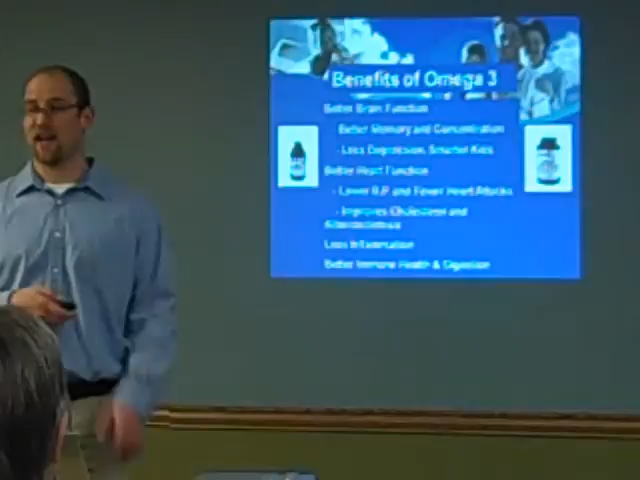 Benefits of Omega 3
Better Brain Function
Better Memory and Concentration
- Less Depression, Smarter Kids
Better Heart Function
- Lower B/P and Fewer Heart Attacks
- Improves Cholesterol and
Atherosclerosis
Less Inflammation
Better Immune Health & Digestion